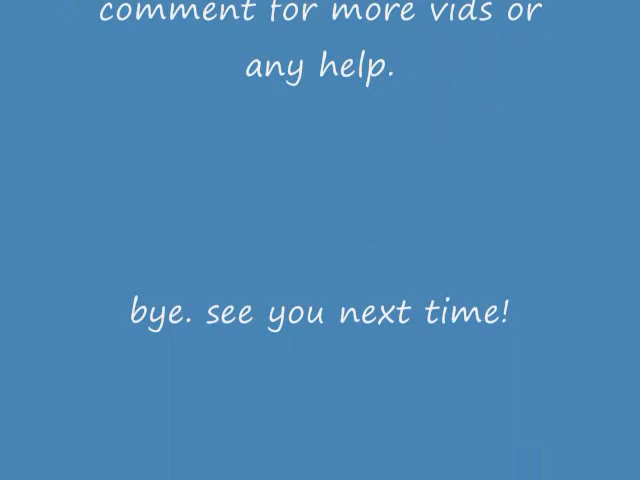 comment for more vids or
any help.
bye. see you next time!